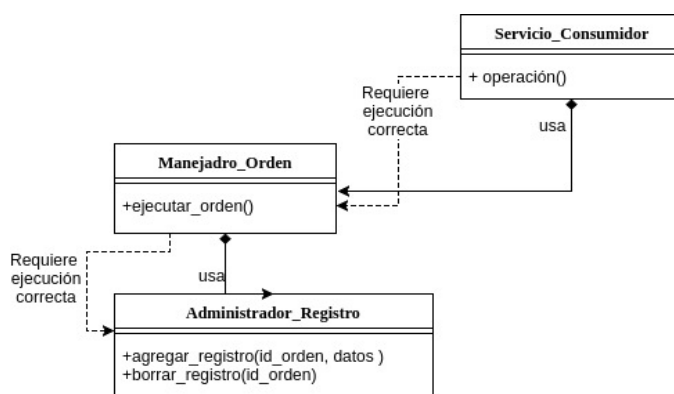 Servicio_Consumidor
+ operación()
Requiere
ejecución
correcta
usa
Manejadro_Orden
+ejecutar_orden()
Requiere
ejecución
correcta
usa
Administrador_Registro
+agregar_registro(id_orden, datos )
+borrar_registro(id_orden)